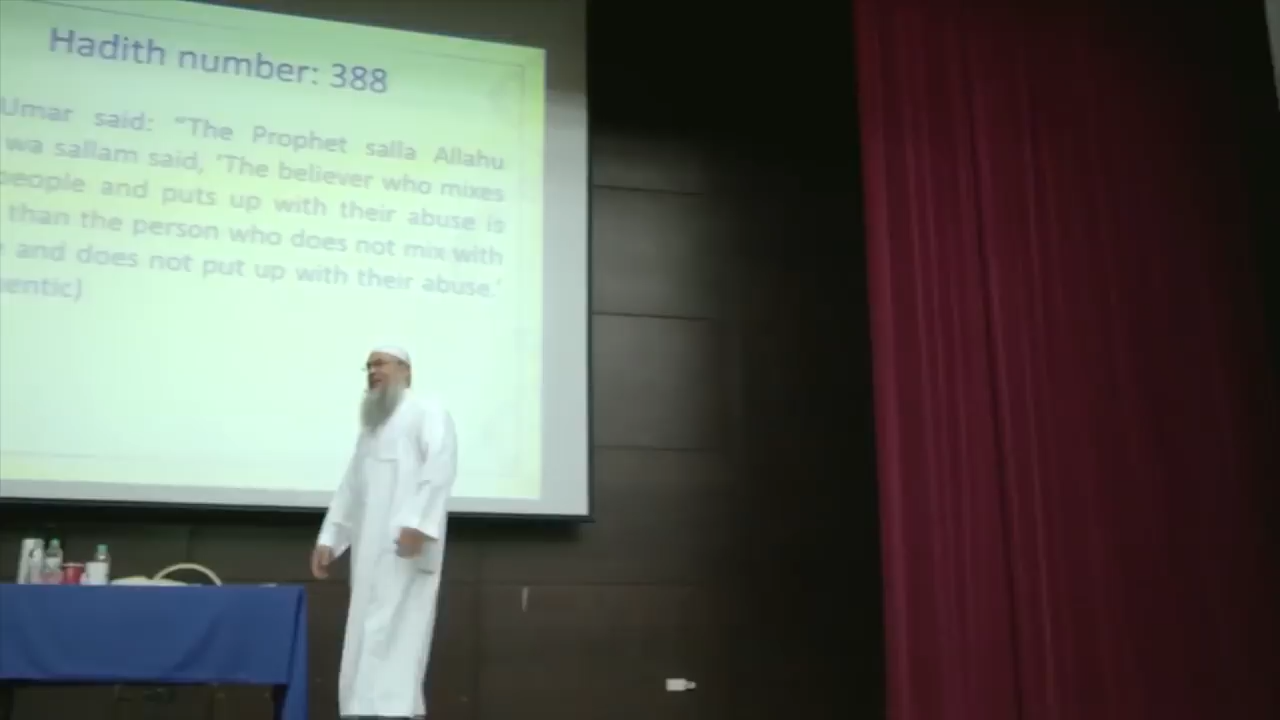 Hadith number: 388
Umar said: "The Prophet salla Allahu
wa sallam said, 'The believer who mixes
people and puts up with their abuse is
than the person who does not mix with
and does not put up with their abuse.'